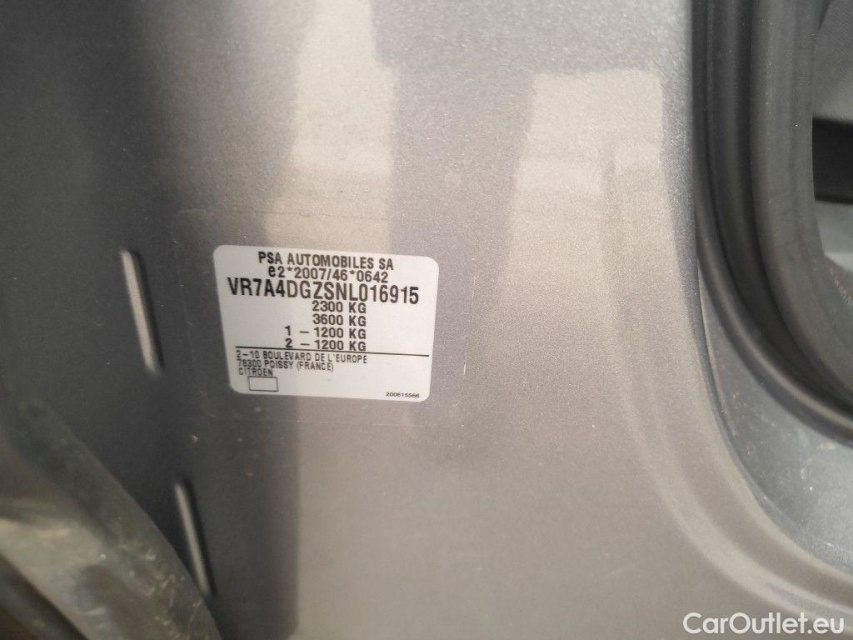 PSA AUTOMOBILES SA
e2*2007/46*0642
VR7A4DGZSNL016915
2300 KG
3600 KG
1 - 1200 KG
2 - 1200 KG
2-10 BOULEVARD DE L'EUROPE
78300 POISSY (FRANCE)
CITROEN
200615566
CarOutlet.eu